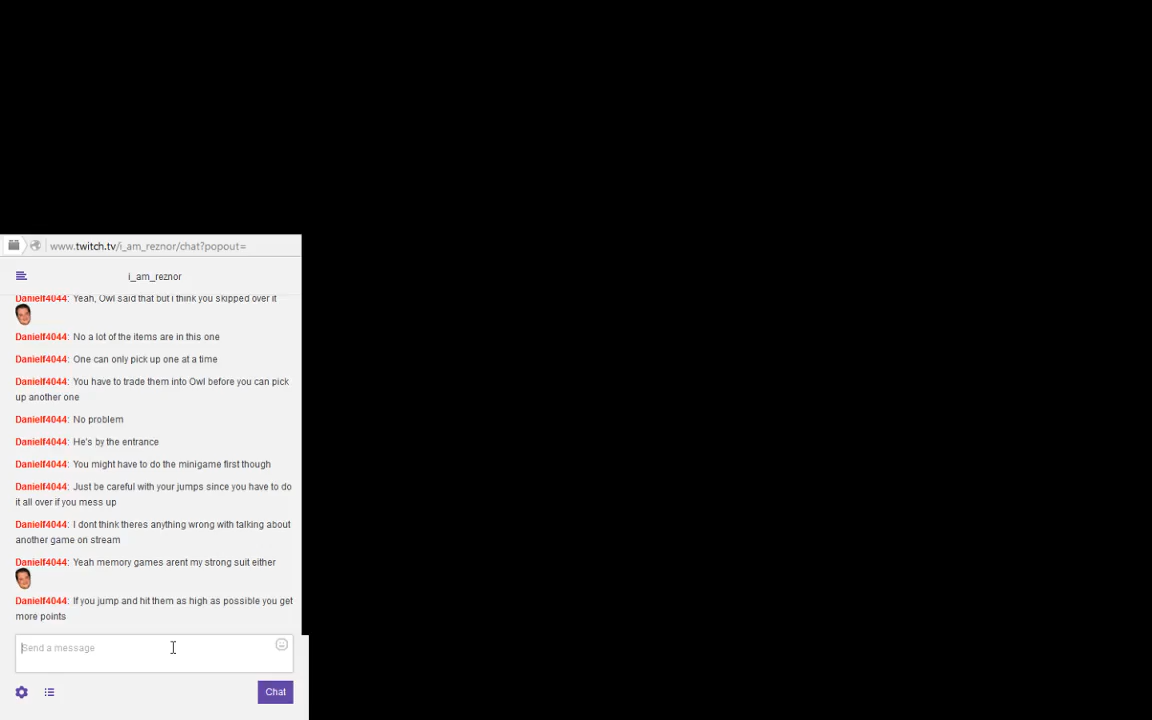 www.twitch.tv/i_am_reznor/chat?popout=
i_am_reznor
Danielf4044: Yeah, Owl said that but i think you skipped over it
Danielf4044: No a lot of the items are in this one
Danielf4044: One can only pick up one at a time
Danielf4044: You have to trade them into Owl before you can pick
up another one
Danielf4044: No problem
Danielf4044: He's by the entrance
Danielf4044: You might have to do the minigame first though
Danielf4044: Just be careful with your jumps since you have to do
it all over if you mess up
Danielf4044: I dont think theres anything wrong with talking about
another game on stream
Danielf4044: Yeah memory games arent my strong suit either
Danielf4044: If you jump and hit them as high as possible you get
more points
Send a message
Chat